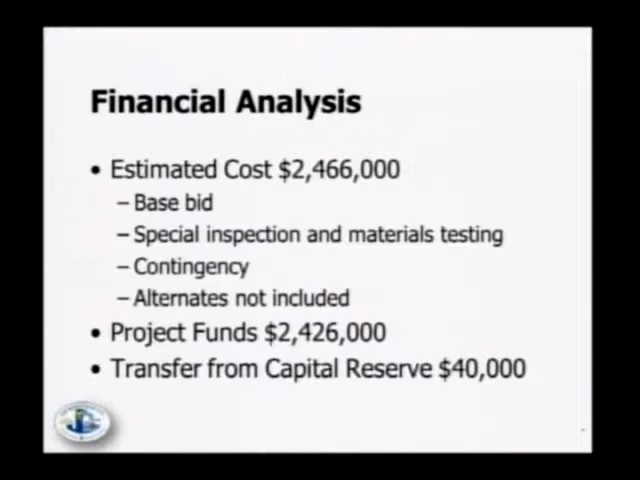 Financial Analysis
• Estimated Cost $2,466,000
– Base bid
– Special inspection and materials testing
– Contingency
– Alternates not included
• Project Funds $2,426,000
• Transfer from Capital Reserve $40,000